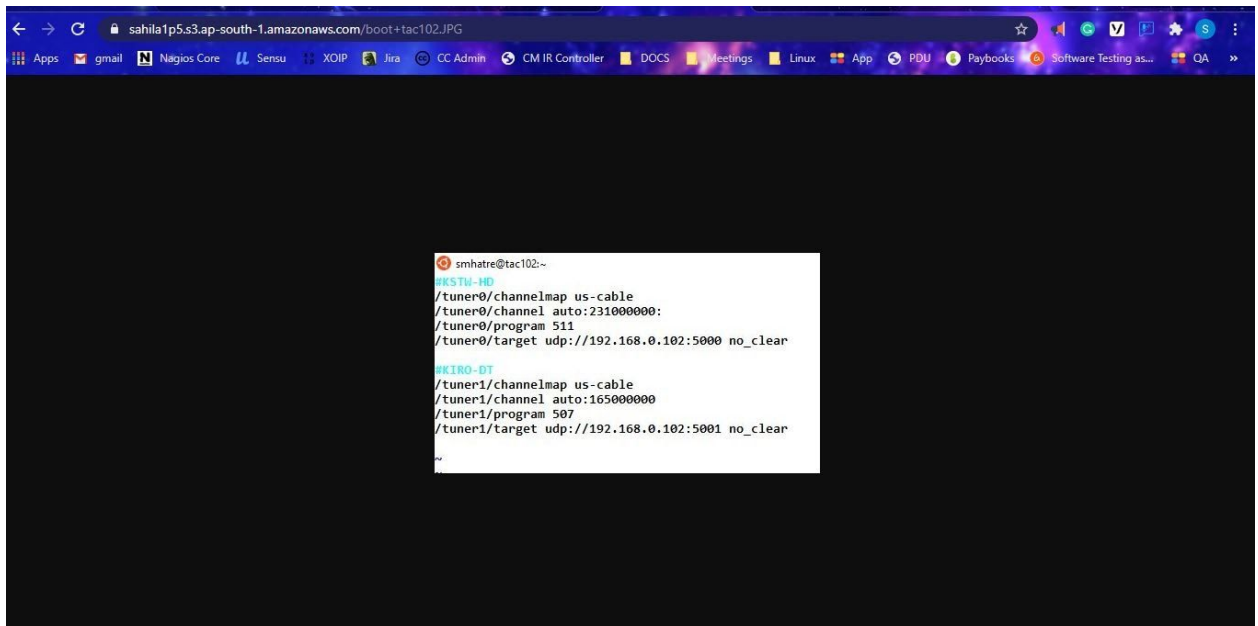 sahila1p5.s3.ap-south-1.amazonaws.com/boot+tac102.JPG
Apps gmail Nagios Core Sensu XOIP Jira CC Admin CM IR Controller DOCS Meetings Linux App PDU Paybooks Software Testing as... QA »
smhatre@tac102:~
#KSTW-HD
/tuner0/channelmap us-cable
/tuner0/channel auto:231000000:
/tuner0/program 511
/tuner0/target udp://192.168.0.102:5000 no_clear
#KIRO-DT
/tuner1/channelmap us-cable
/tuner1/channel auto:165000000
/tuner1/program 507
/tuner1/target udp://192.168.0.102:5001 no_clear
~